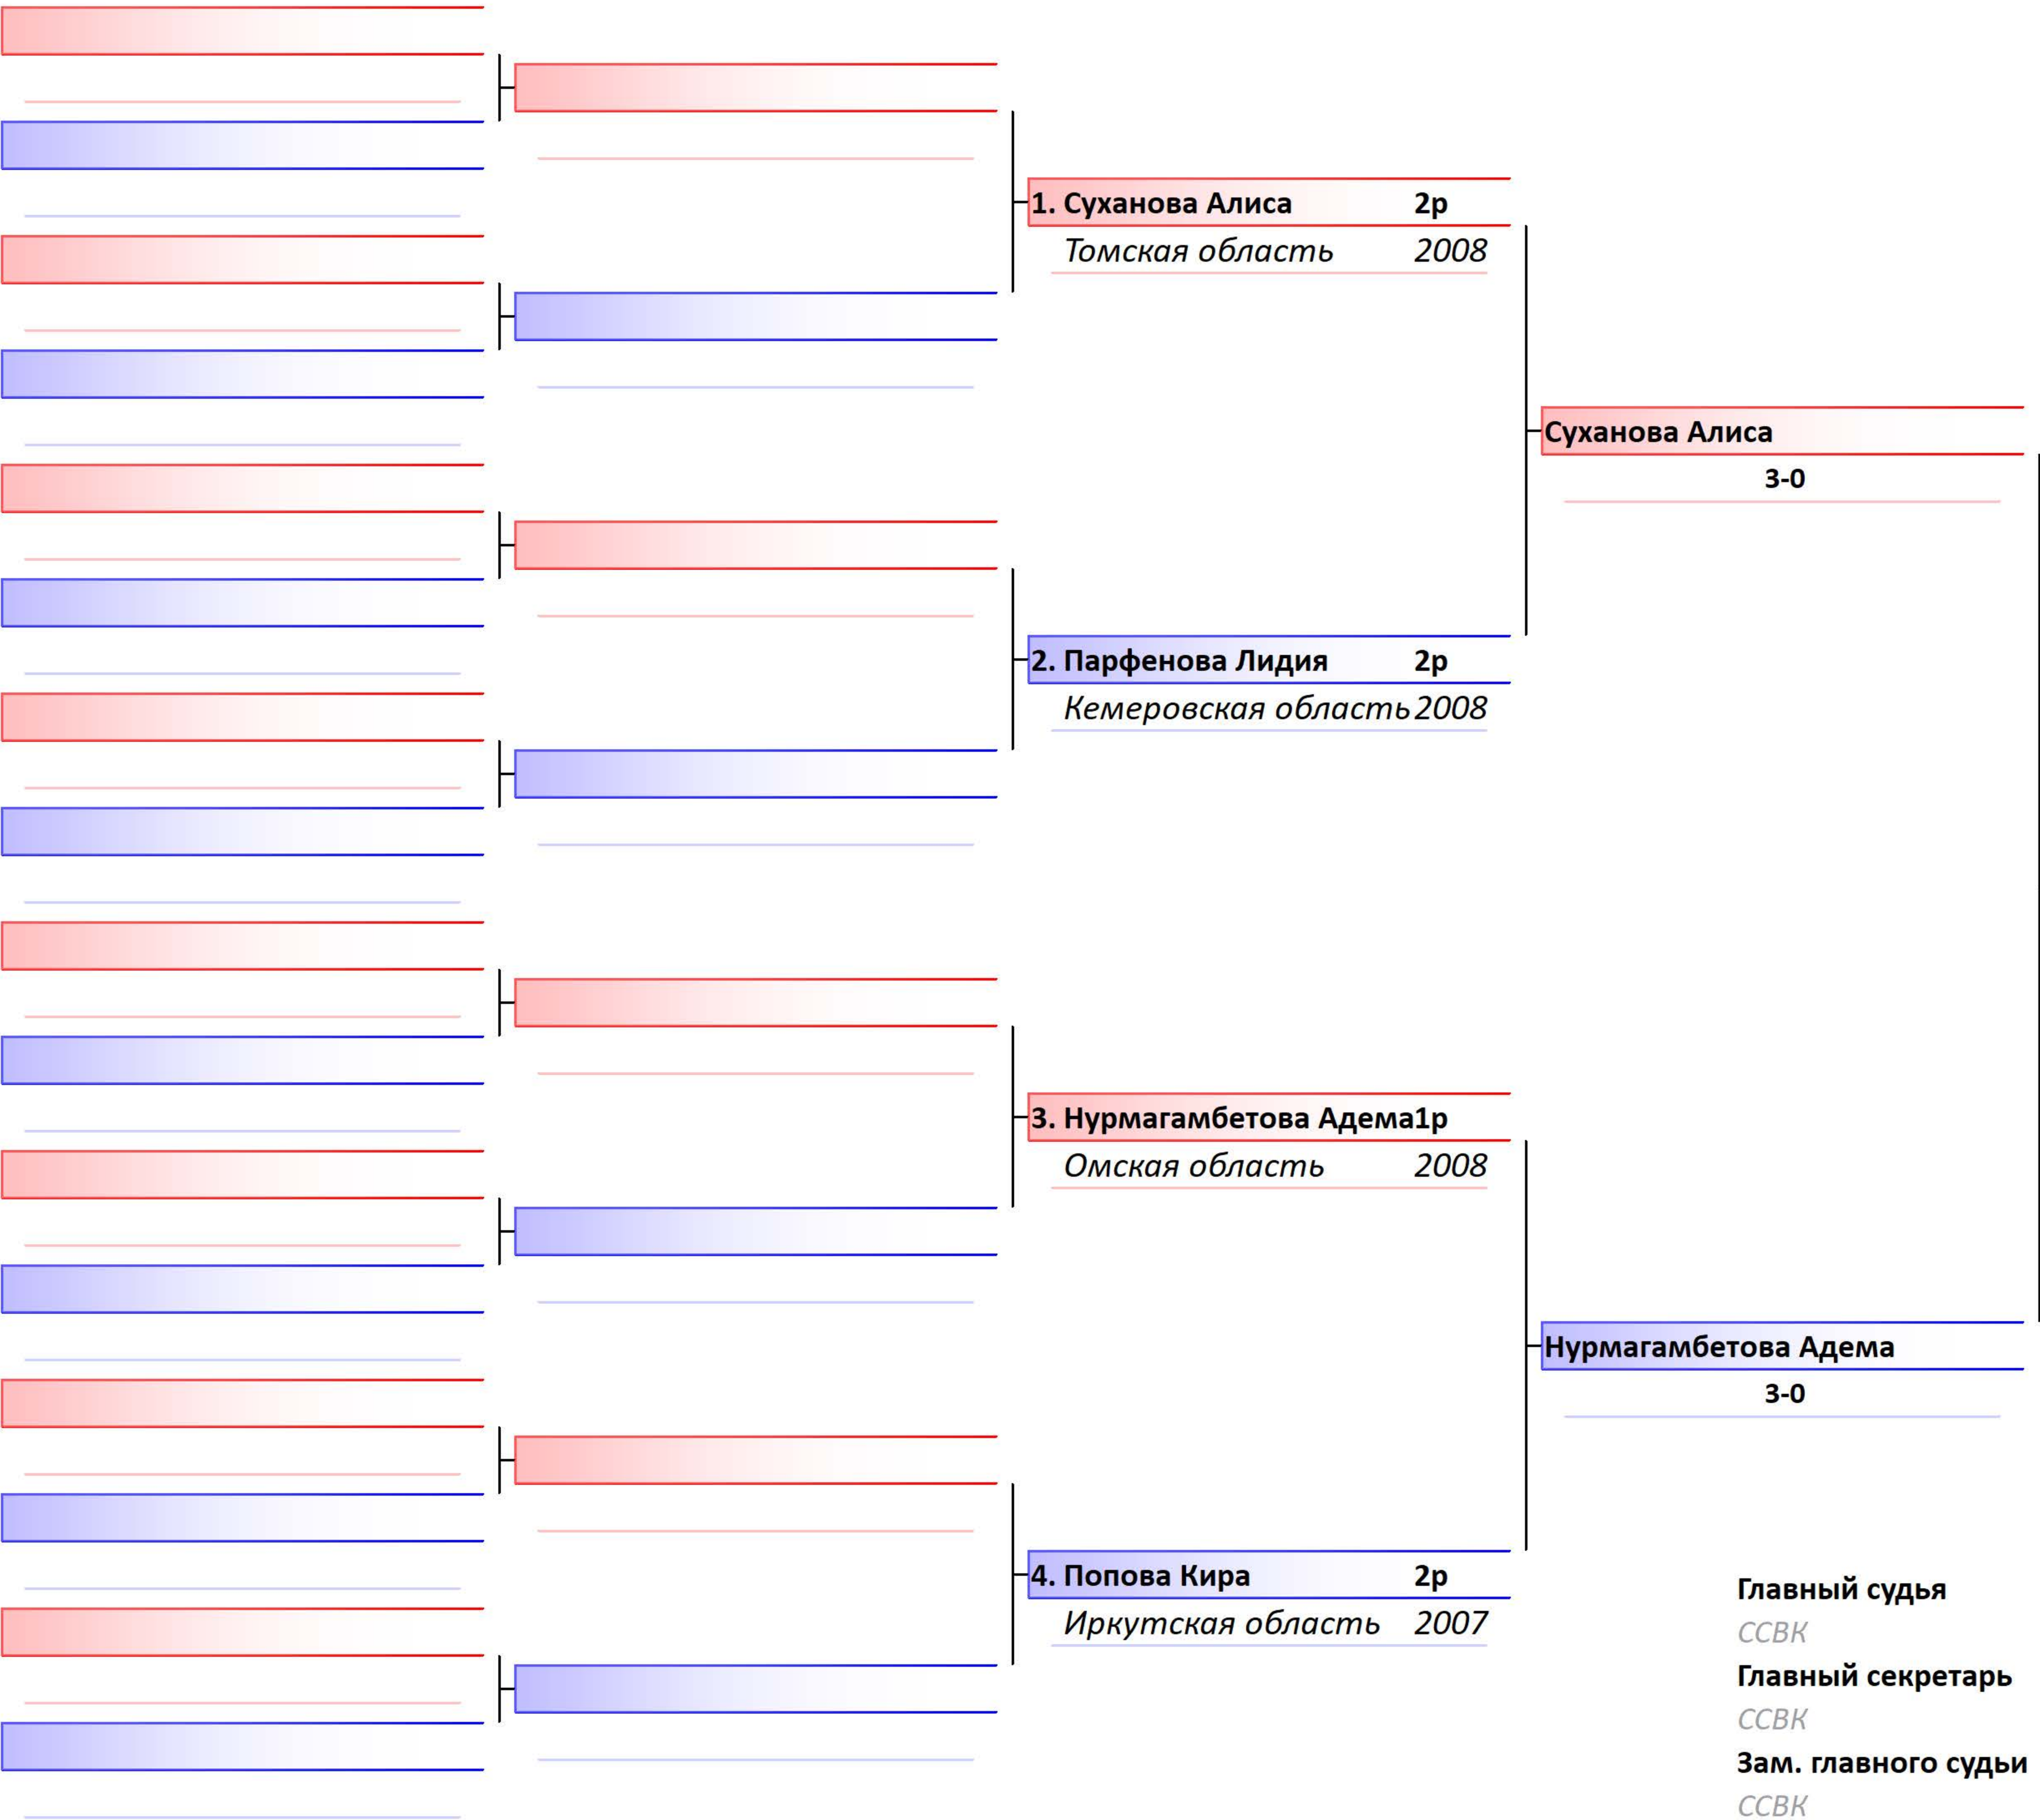 1. Суханова Алиса 2р
Томская область 2008
Суханова Алиса
3-0
2. Парфенова Лидия 2р
Кемеровская область 2008
3. Нурмагамбетова Адема 1р
Омская область 2008
Нурмагамбетова Адема
3-0
4. Попова Кира 2р
Иркутская область 2007
Главный судья
ССВК
Главный секретарь
ССВК
Зам. главного судьи
ССВК